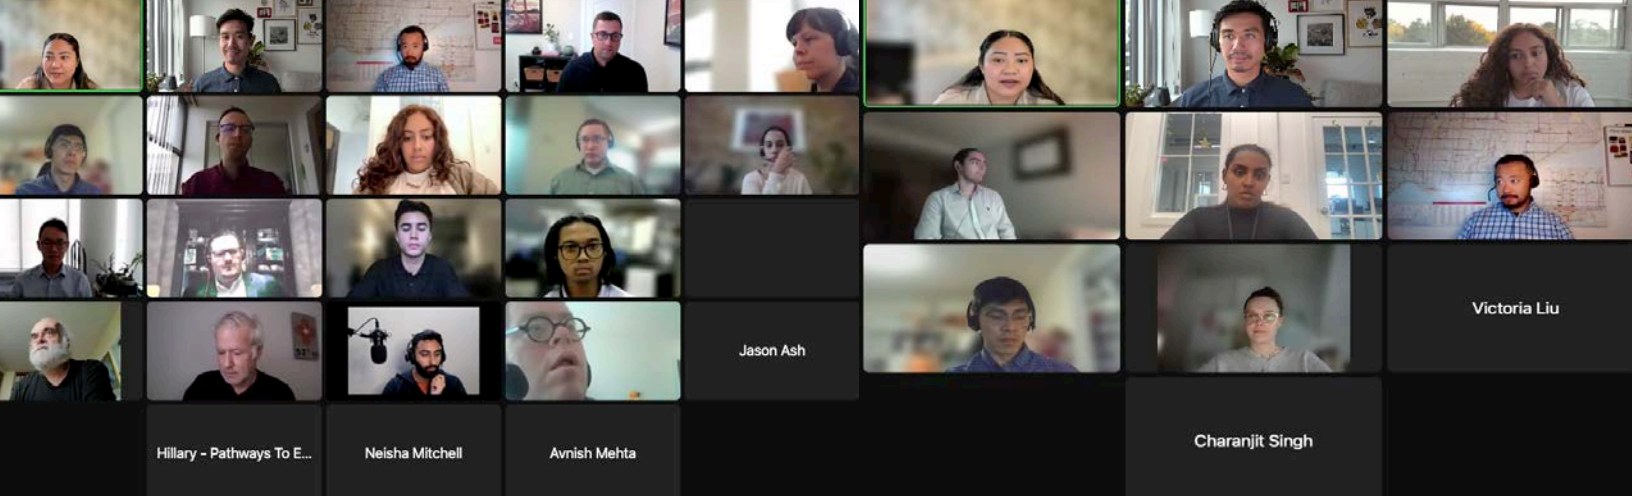 Victoria Liu
Jason Ash
Hillary - Pathways To E...
Neisha Mitchell
Avnish Mehta
Charanjit Singh